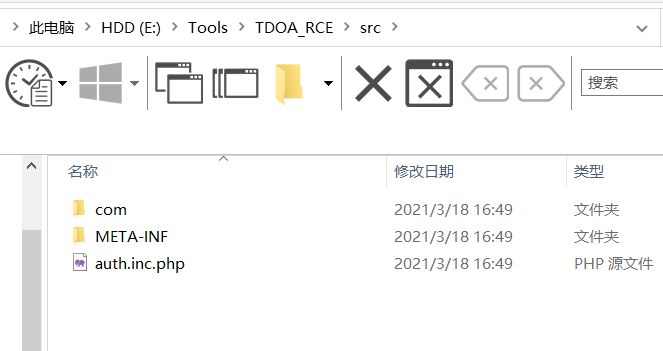 此电脑 > HDD (E:) > Tools > TDOA_RCE > src >
搜索
名称 修改日期 类型
com 2021/3/18 16:49 文件夹
META-INF 2021/3/18 16:49 文件夹
auth.inc.php 2021/3/18 16:49 PHP 源文件